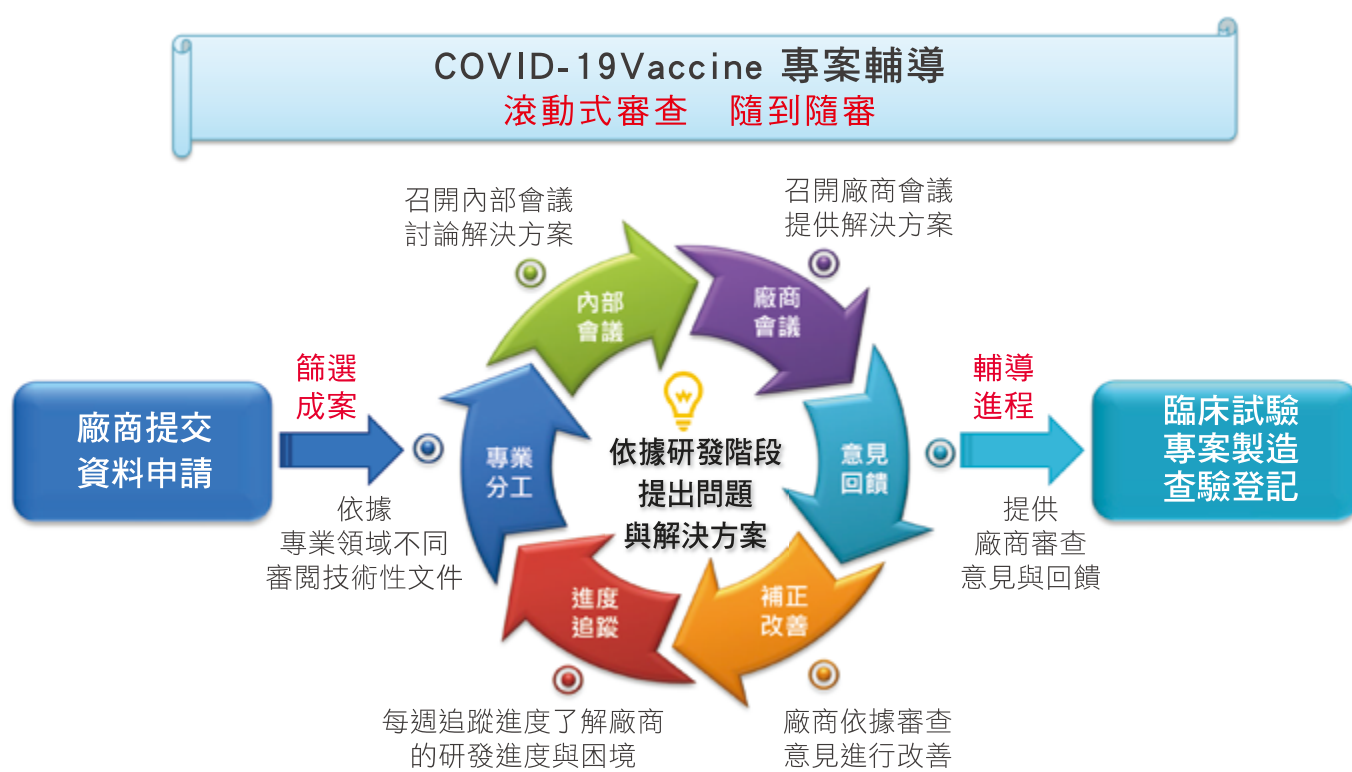 COVID-19Vaccine 專案輔導
滾動式審查　隨到隨審
召開內部會議
討論解決方案
召開廠商會議
提供解決方案
內部
會議
廠商
會議
篩選
成案
輔導
進程
廠商提交
資料申請
專業
分工
依據研發階段
提出問題
與解決方案
意見
回饋
臨床試驗
專案製造
查驗登記
依據
專業領域不同
審閱技術性文件
提供
廠商審查
意見與回饋
進度
追蹤
補正
改善
每週追蹤進度了解廠商
的研發進度與困境
廠商依據審查
意見進行改善